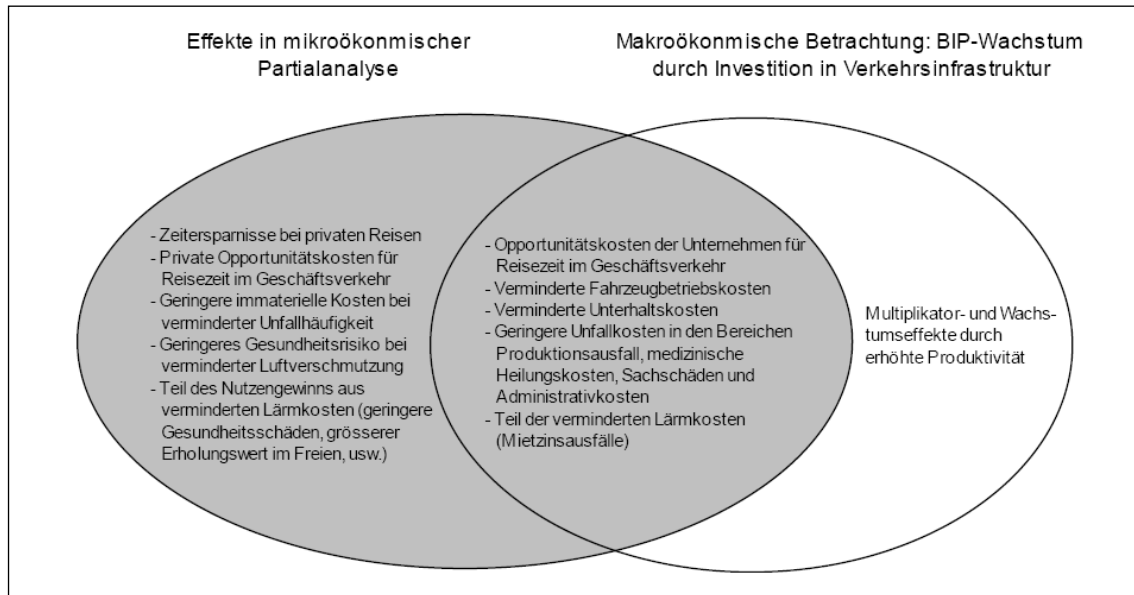 Effekte in mikroökonmischer
Partialanalyse
Makroökonmische Betrachtung: BIP-Wachstum
durch Investition in Verkehrsinfrastruktur
- Zeitersparnisse bei privaten Reisen
- Private Opportunitätskosten für
Reisezeit im Geschäftsverkehr
- Geringere immaterielle Kosten bei
verminderter Unfallhäufigkeit
- Geringeres Gesundheitsrisiko bei
verminderter Luftverschmutzung
- Teil des Nutzengewinns aus
verminderten Lärmkosten (geringere
Gesundheitsschäden, grösserer
Erholungswert im Freien, usw.)
- Opportunitätskosten der Unternehmen für
Reisezeit im Geschäftsverkehr
- Verminderte Fahrzeugbetriebskosten
- Verminderte Unterhaltskosten
- Geringere Unfallkosten in den Bereichen
Produktionsausfall, medizinische
Heilungskosten, Sachschäden und
Administrativkosten
- Teil der verminderten Lärmkosten
(Mietzinsausfälle)
Multiplikator- und Wachs-
tumseffekte durch
erhöhte Produktivität